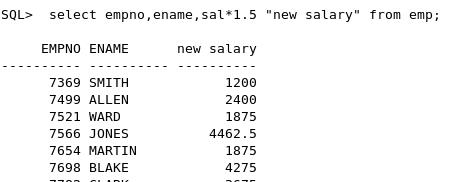 SQL> select empno,ename,sal*1.5 "new salary" from emp;
EMPNO ENAME new salary
---------- ---------- ----------
7369 SMITH 1200
7499 ALLEN 2400
7521 WARD 1875
7566 JONES 4462.5
7654 MARTIN 1875
7698 BLAKE 4275